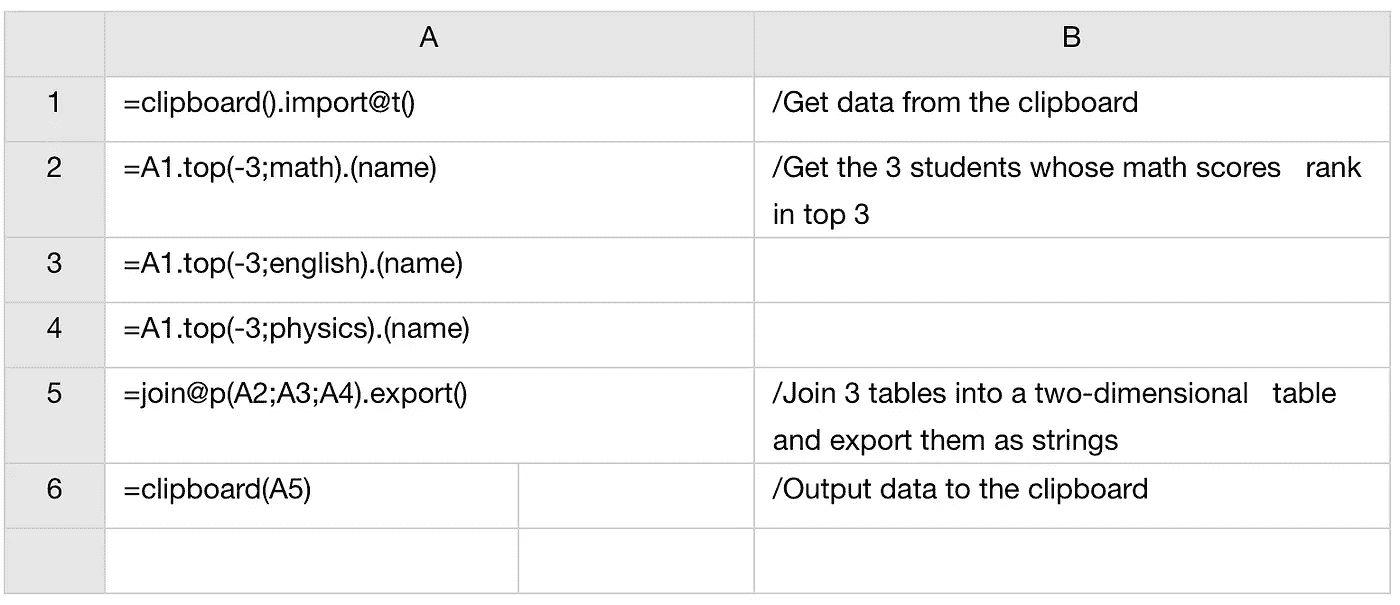 A B
1 =clipboard().import@t() /Get data from the clipboard
2 =A1.top(-3;math).(name) /Get the 3 students whose math scores rank
in top 3
3 =A1.top(-3;english).(name)
4 =A1.top(-3;physics).(name)
5 =join@p(A2;A3;A4).export() /Join 3 tables into a two-dimensional table
and export them as strings
6 =clipboard(A5) /Output data to the clipboard